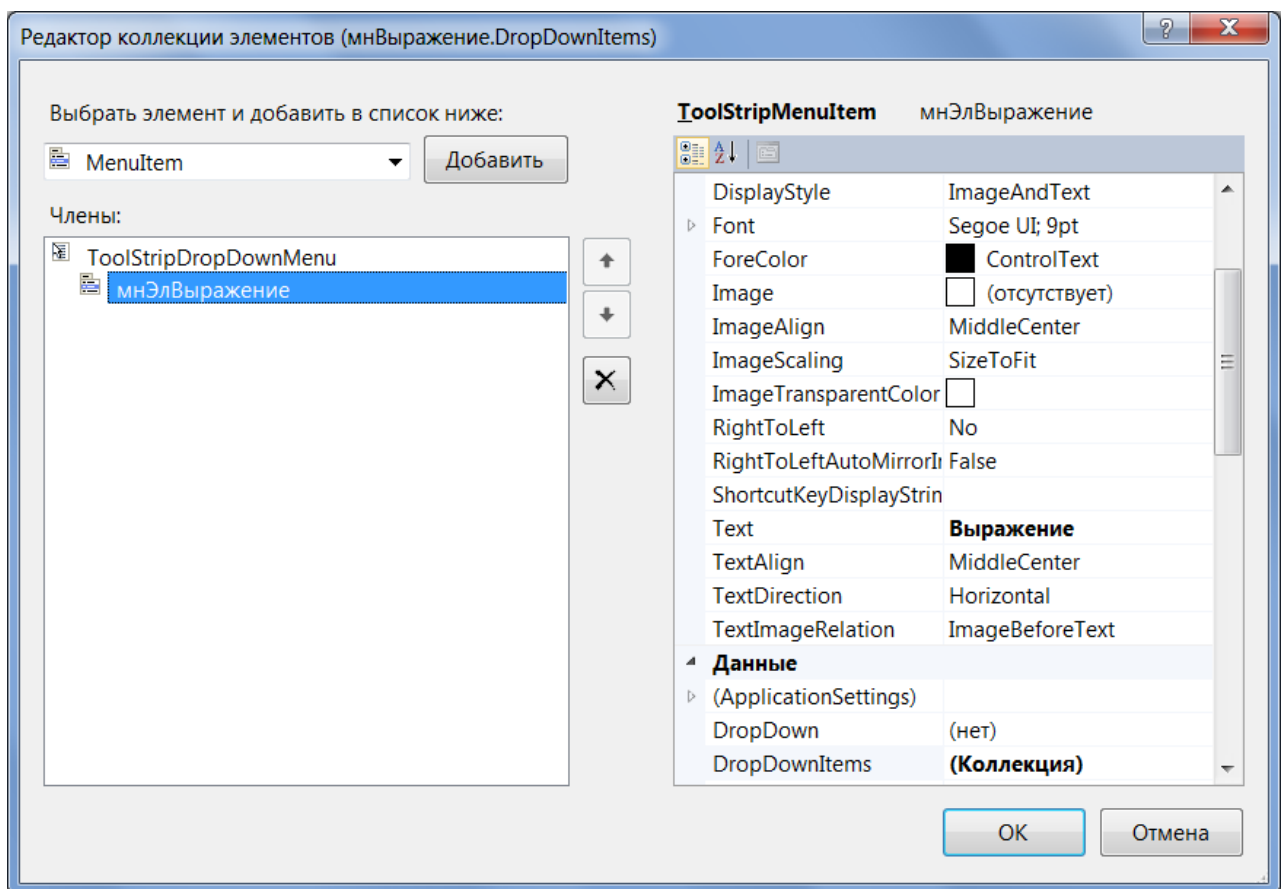 Редактор коллекции элементов (мнВыражение.DropDownItems)
Выбрать элемент и добавить в список ниже:
MenuItem
Добавить
Члены:
ToolStripDropDownMenu
мнЭлВыражение
ToolStripMenuItem мнЭлВыражение
DisplayStyle ImageAndText
Font Segoe UI; 9pt
ForeColor ControlText
Image (отсутствует)
ImageAlign MiddleCenter
ImageScaling SizeToFit
ImageTransparentColor
RightToLeft No
RightToLeftAutoMirrorI False
ShortcutKeyDisplayStrin
Text Выражение
TextAlign MiddleCenter
TextDirection Horizontal
TextImageRelation ImageBeforeText
Данные
(ApplicationSettings)
DropDown (нет)
DropDownItems (Коллекция)
ОК
Отмена